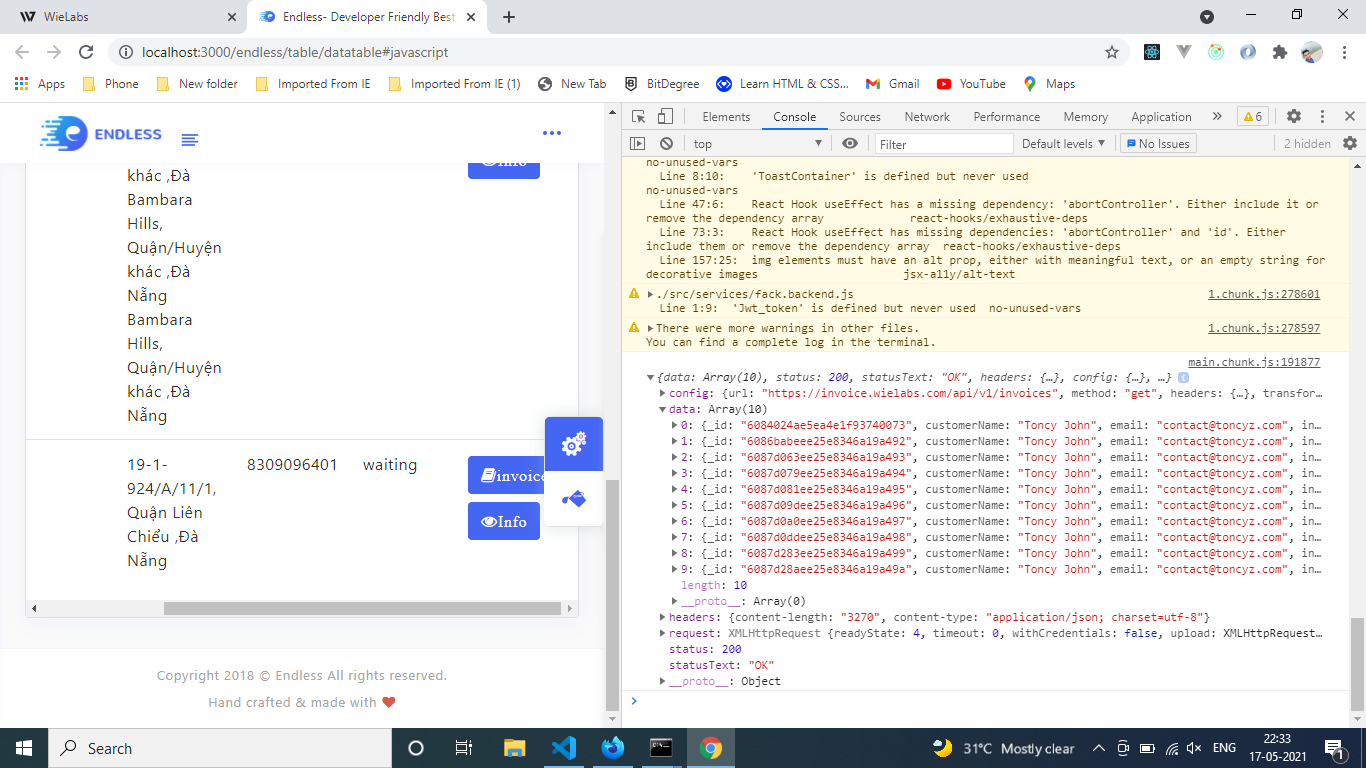 WieLabs
Endless- Developer Friendly Best
localhost:3000/endless/table/datatable#javascript
Apps
Phone
New folder
Imported From IE
Imported From IE (1)
New Tab
BitDegree
Learn HTML & CSS...
Gmail
YouTube
Maps
ENDLESS
Info
khác ,Đà
Bambara
Hills,
Quận/Huyện
khác ,Đà
Nẵng
Bambara
Hills,
Quận/Huyện
khác ,Đà
Nẵng
19-1-
924/A/11/1,
Quận Liên
Chiểu ,Đà
Nẵng
8309096401
waiting
invoice
Info
Copyright 2018 © Endless All rights reserved.
Hand crafted & made with
Elements
Console
Sources
Network
Performance
Memory
Application
6
top
Filter
Default levels
No Issues
2 hidden
no-unused-vars
Line 8:10: 'ToastContainer' is defined but never used
no-unused-vars
Line 47:6: React Hook useEffect has a missing dependency: 'abortController'. Either include it or
remove the dependency array react-hooks/exhaustive-deps
Line 73:3: React Hook useEffect has missing dependencies: 'abortController' and 'id'. Either
include them or remove the dependency array react-hooks/exhaustive-deps
Line 157:25: img elements must have an alt prop, either with meaningful text, or an empty string for
decorative images jsx-a11y/alt-text
./src/services/fack.backend.js 1.chunk.js:278601
Line 1:9: 'Jwt_token' is defined but never used no-unused-vars
There were more warnings in other files. 1.chunk.js:278597
You can find a complete log in the terminal.
main.chunk.js:191877
{data: Array(10), status: 200, statusText: "OK", headers: {…}, config: {…}, …}
config: {url: "https://invoice.wielabs.com/api/v1/invoices", method: "get", headers: {…}, transfor…
data: Array(10)
0: {_id: "6084024ae5ea4e1f93740073", customerName: "Toncy John", email: "contact@toncyz.com", in…
1: {_id: "6086babeee25e8346a19a492", customerName: "Toncy John", email: "contact@toncyz.com", in…
2: {_id: "6087d063ee25e8346a19a493", customerName: "Toncy John", email: "contact@toncyz.com", in…
3: {_id: "6087d079ee25e8346a19a494", customerName: "Toncy John", email: "contact@toncyz.com", in…
4: {_id: "6087d081ee25e8346a19a495", customerName: "Toncy John", email: "contact@toncyz.com", in…
5: {_id: "6087d09dee25e8346a19a496", customerName: "Toncy John", email: "contact@toncyz.com", in…
6: {_id: "6087d0a0ee25e8346a19a497", customerName: "Toncy John", email: "contact@toncyz.com", in…
7: {_id: "6087d0ddee25e8346a19a498", customerName: "Toncy John", email: "contact@toncyz.com", in…
8: {_id: "6087d283ee25e8346a19a499", customerName: "Toncy John", email: "contact@toncyz.com", in…
9: {_id: "6087d28aee25e8346a19a49a", customerName: "Toncy John", email: "contact@toncyz.com", in…
length: 10
__proto__: Array(0)
headers: {content-length: "3270", content-type: "application/json; charset=utf-8"}
request: XMLHttpRequest {readyState: 4, timeout: 0, withCredentials: false, upload: XMLHttpRequest…
status: 200
statusText: "OK"
__proto__: Object
Search
31°C Mostly clear
ENG
22:33
17-05-2021
1